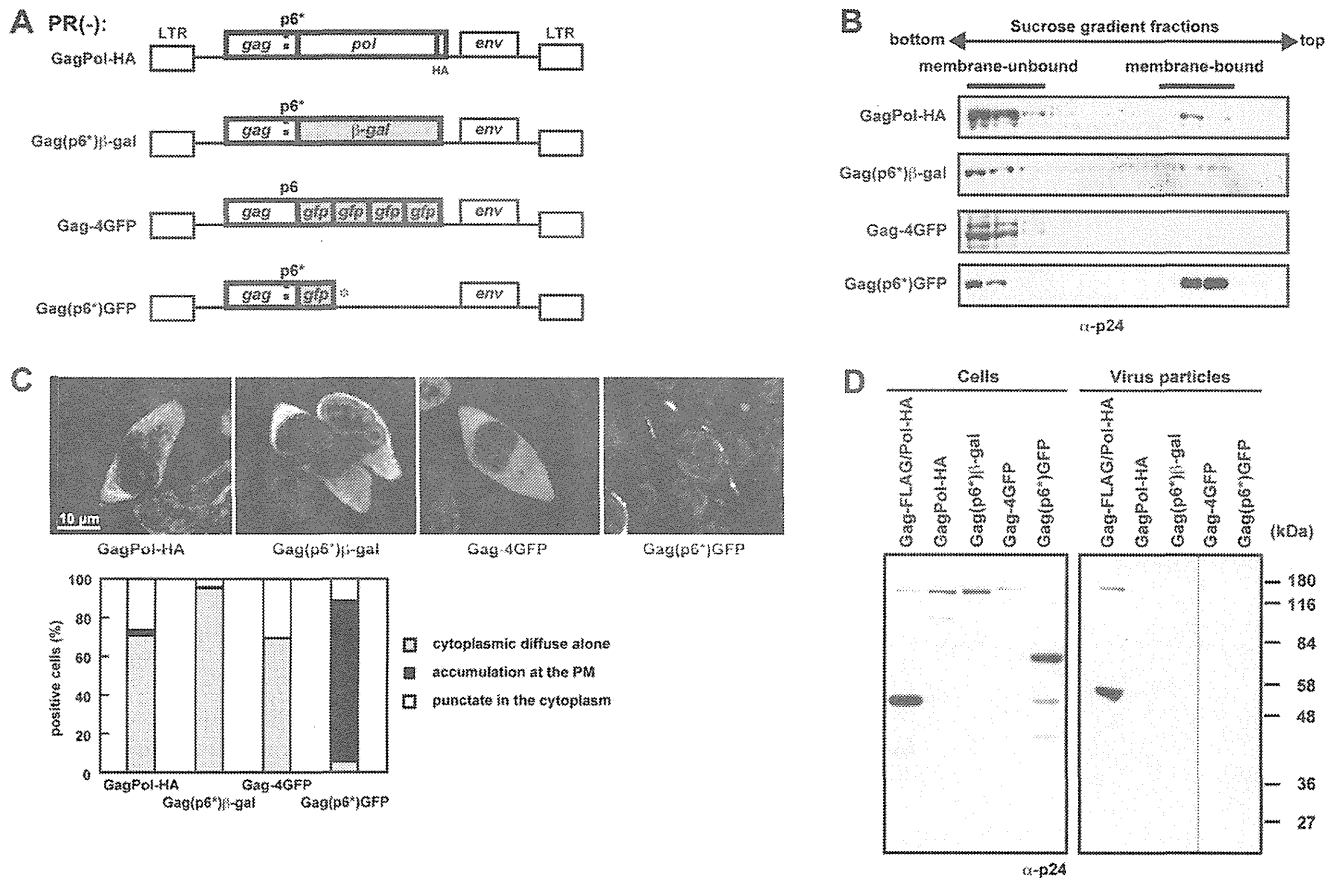 A PR(-):
p6*
LTR
gag
pol
env
LTR
GagPol-HA
HA
p6*
gag
β-gal
env
Gag(p6*)β-gal
p6
gag
gfp gfp gfp gfp
env
Gag-4GFP
p6*
gag
gfp
*
env
Gag(p6*)GFP
B
Sucrose gradient fractions
bottom
top
membrane-unbound
membrane-bound
GagPol-HA
Gag(p6*)β-gal
Gag-4GFP
Gag(p6*)GFP
α-p24
C
10 μm
GagPol-HA
Gag(p6*)β-gal
Gag-4GFP
Gag(p6*)GFP
positive cells (%)
100
80
60
40
20
0
GagPol-HA
Gag(p6*)β-gal
Gag-4GFP
Gag(p6*)GFP
cytoplasmic diffuse alone
accumulation at the PM
punctate in the cytoplasm
D
Cells
Virus particles
Gag-FLAG/Pol-HA
GagPol-HA
Gag(p6*)β-gal
Gag-4GFP
Gag(p6*)GFP
Gag-FLAG/Pol-HA
GagPol-HA
Gag(p6*)β-gal
Gag-4GFP
Gag(p6*)GFP
(kDa)
180
116
84
58
48
36
27
α-p24